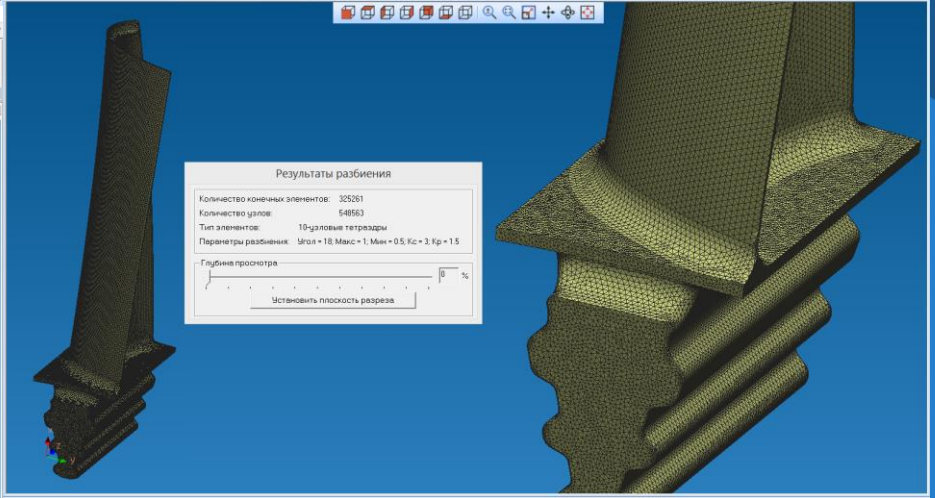 Результаты разбиения
Количество конечных элементов: 325261
Количество узлов: 548563
Тип элементов: 10-узловые тетраэдры
Параметры разбиения: Угол = 18; Макс = 1; Мин = 0.5; Кс = 3; Кр = 1.5
Глубина просмотра
0 %
Установить плоскость разреза
z
y